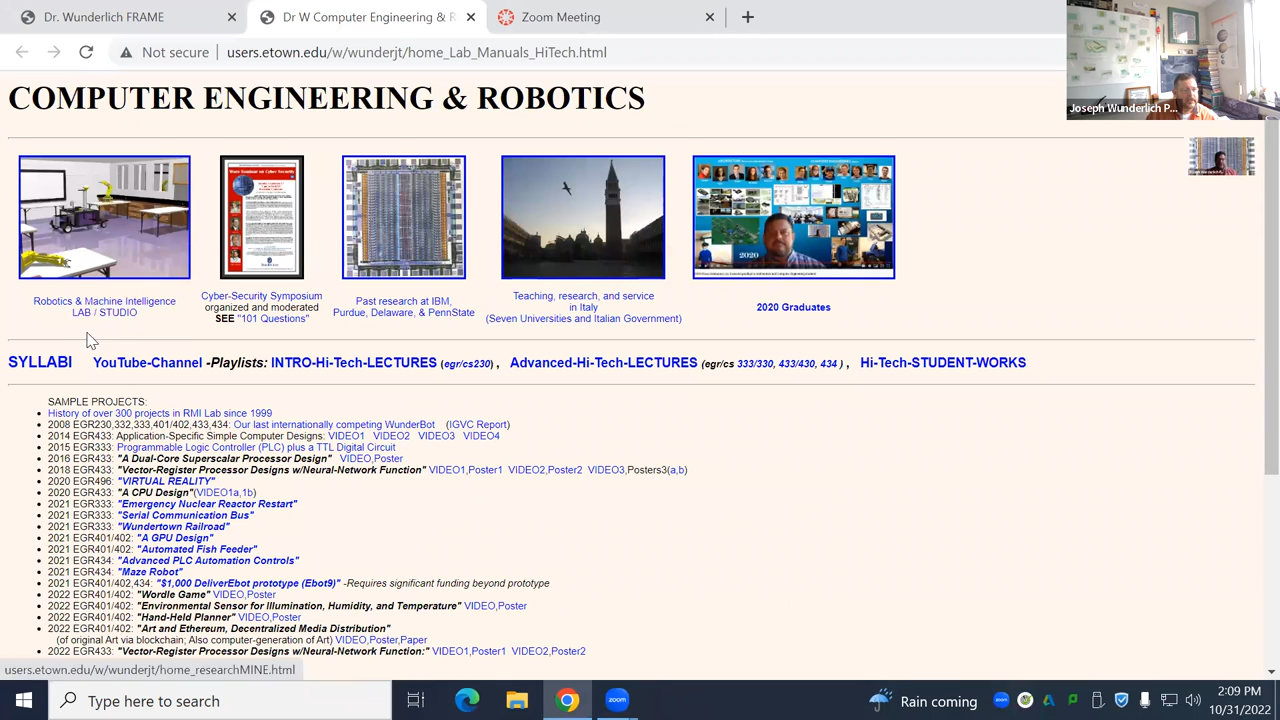 Dr. Wunderlich FRAME
Dr W Computer Engineering & R
Zoom Meeting
Not secure
users.etown.edu/w/wunderjt/home_Lab_Manuals_HiTech.html
Joseph Wunderlich P...
COMPUTER ENGINEERING & ROBOTICS
2020
Robotics & Machine Intelligence
LAB / STUDIO
Cyber-Security Symposium
organized and moderated
SEE "101 Questions"
Past research at IBM,
Purdue, Delaware, & PennState
Teaching, research, and service
in Italy
(Seven Universities and Italian Government)
2020 Graduates
SYLLABI YouTube-Channel -Playlists: INTRO-Hi-Tech-LECTURES (egr/cs230) , Advanced-Hi-Tech-LECTURES (egr/cs 333/330, 433/430, 434 ) , Hi-Tech-STUDENT-WORKS
SAMPLE PROJECTS:
History of over 300 projects in RMI Lab since 1999
2008 EGR230,332,333,401/402,433,434: Our last internationally competing WunderBot (IGVC Report)
2014 EGR433: Application-Specific Simple Computer Designs: VIDEO1 VIDEO2 VIDEO3 VIDEO4
2015 EGR333: Programmable Logic Controller (PLC) plus a TTL Digital Circuit
2016 EGR433: "A Dual-Core Superscalar Processor Design" VIDEO,Poster
2018 EGR433: "Vector-Register Processor Designs w/Neural-Network Function" VIDEO1,Poster1 VIDEO2,Poster2 VIDEO3,Posters3(a,b)
2020 EGR496: "VIRTUAL REALITY"
2020 EGR433: "A CPU Design"(VIDEO1a,1b)
2021 EGR333: "Emergency Nuclear Reactor Restart"
2021 EGR333: "Serial Communication Bus"
2021 EGR333: "Wundertown Railroad"
2021 EGR401/402: "A GPU Design"
2021 EGR401/402: "Automated Fish Feeder"
2021 EGR434: "Advanced PLC Automation Controls"
2021 EGR434: "Maze Robot"
2021 EGR401/402,434: "$1,000 DeliverEbot prototype (Ebot9)" -Requires significant funding beyond prototype
2022 EGR401/402: "Wordle Game" VIDEO,Poster
2022 EGR401/402: "Environmental Sensor for Illumination, Humidity, and Temperature" VIDEO,Poster
2022 EGR401/402: "Hand-Held Planner" VIDEO,Poster
2022 EGR401/402: "Art and Ethereum, Decentralized Media Distribution"
(of original Art via blockchain; Also computer-generation of Art) VIDEO,Poster,Paper
2022 EGR433: "Vector-Register Processor Designs w/Neural-Network Function:" VIDEO1,Poster1 VIDEO2,Poster2
users.etown.edu/w/wunderjt/home_researchMINE.html
Type here to search
zoom
Rain coming
2:09 PM
10/31/2022